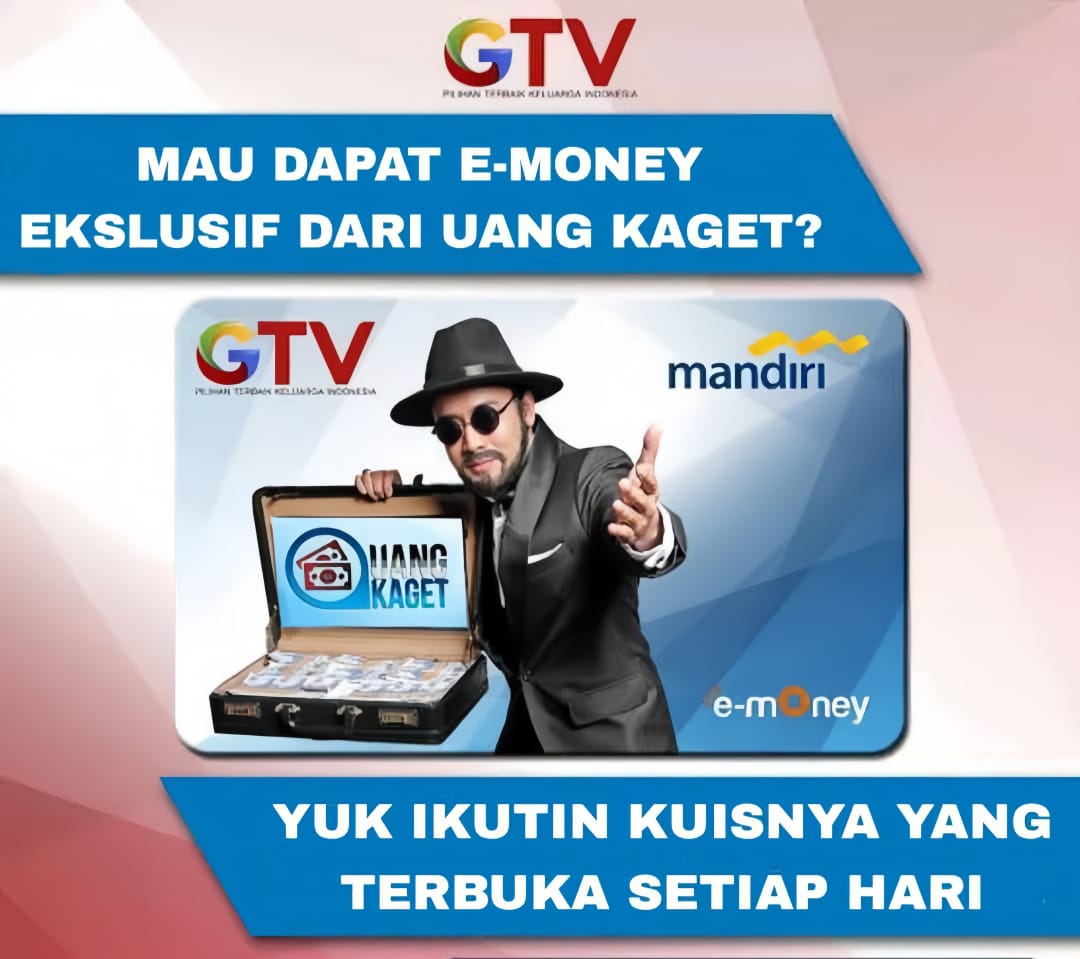 GTV
PILIHAN TERBAIK KELUARGA INDONESIA
MAU DAPAT E-MONEY
EKSLUSIF DARI UANG KAGET?
GTV
PILIHAN TERBAIK KELUARGA INDONESIA
mandiri
UANG
KAGET
e-money
YUK IKUTIN KUISNYA YANG
TERBUKA SETIAP HARI